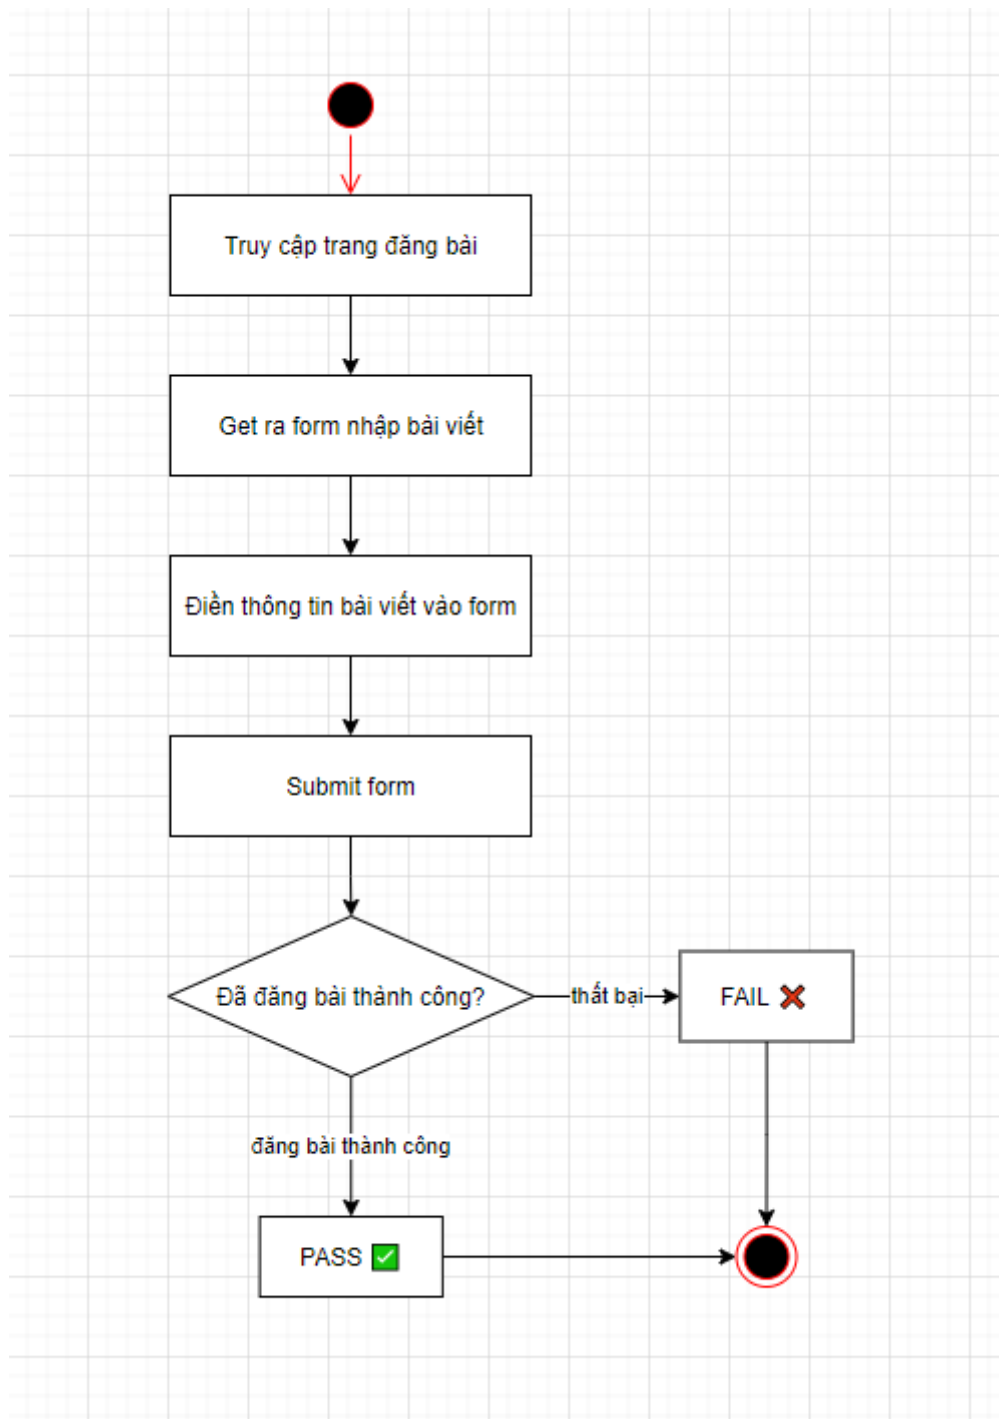 Truy cập trang đăng bài
Get ra form nhập bài viết
Điền thông tin bài viết vào form
Submit form
Đã đăng bài thành công?
thất bại
FAIL ❌
đăng bài thành công
PASS ✅